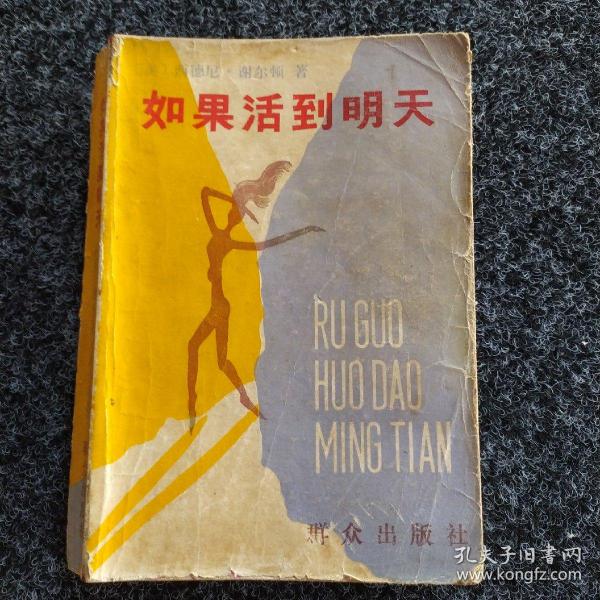 〔美〕西德尼·谢尔顿 著
如果活到明天
RU GUO
HUO DAO
MING TIAN
群众出版社
孔夫子旧书网
www.kongfz.com